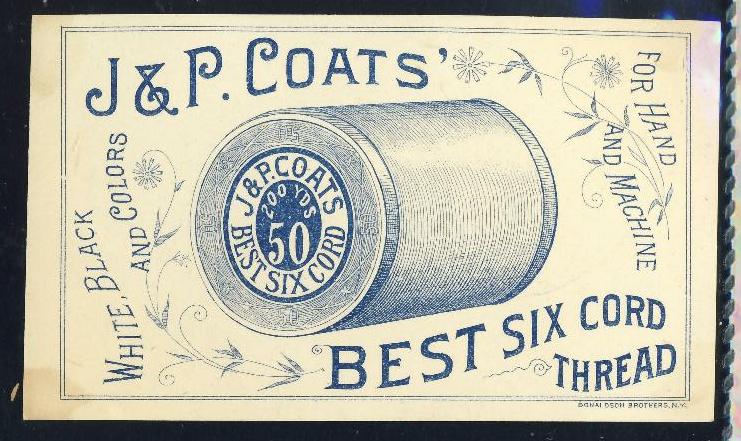 J & P. COATS'
FOR HAND
AND MACHINE
WHITE, BLACK
AND COLORS
J & P. COATS
200 YDS
50
BEST SIX CORD
BEST SIX CORD
THREAD
DONALDSON BROTHERS, N.Y.